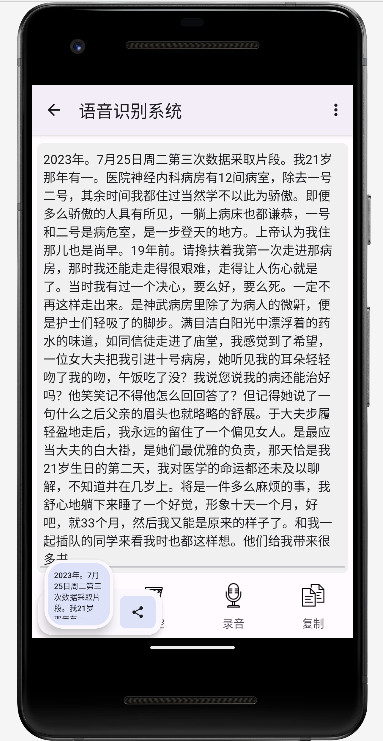 语音识别系统
2023年。7月25日周二第三次数据采取片段。我21岁
那年有一。医院神经内科病房有12间病室，除去一号
二号，其余时间我都住过当然学不以此为骄傲。即便
多么骄傲的人具有所见，一躺上病床也都谦恭，一号
和二号是病危室，是一步登天的地方。上帝认为我住
那儿也是尚早。19年前。请搀扶着我第一次走进那病
房，那时我还能走走得很艰难，走得让人伤心就是
了。当时我有过一个决心，要么好，要么死。一定不
再这样走出来。是神武病房里除了为病人的微鼾，便
是护士们轻吸了的脚步。满目洁白阳光中漂浮着的药
水的味道，如同信徒走进了庙堂，我感觉到了希望，
一位女大夫把我引进十号病房，她听见我的耳朵轻轻
吻了我的吻，午饭吃了没？我说您说我的病还能治好
吗？他笑笑记不得他怎么回回答了？但记得她说了一
句什么之后父亲的眉头也就略略的舒展。于大夫步履
轻盈地走后，我永远的留住了一个偏见女人。是最应
当大夫的白大褂，是她们最优雅的负责，那天恰是我
21岁生日的第二天，我对医学的命运都还未及以聊
解，不知道井在几岁上。将是一件多么麻烦的事，我
舒心地躺下来睡了一个好觉，形象十天一个月，好
吧，就33个月，然后我又能是原来的样子了。和我一
起插队的同学来看我时也都这样想。他们给我带来很
多书
2023年。7月
25日周二第三
次数据采取片
段。我21岁
录音
复制